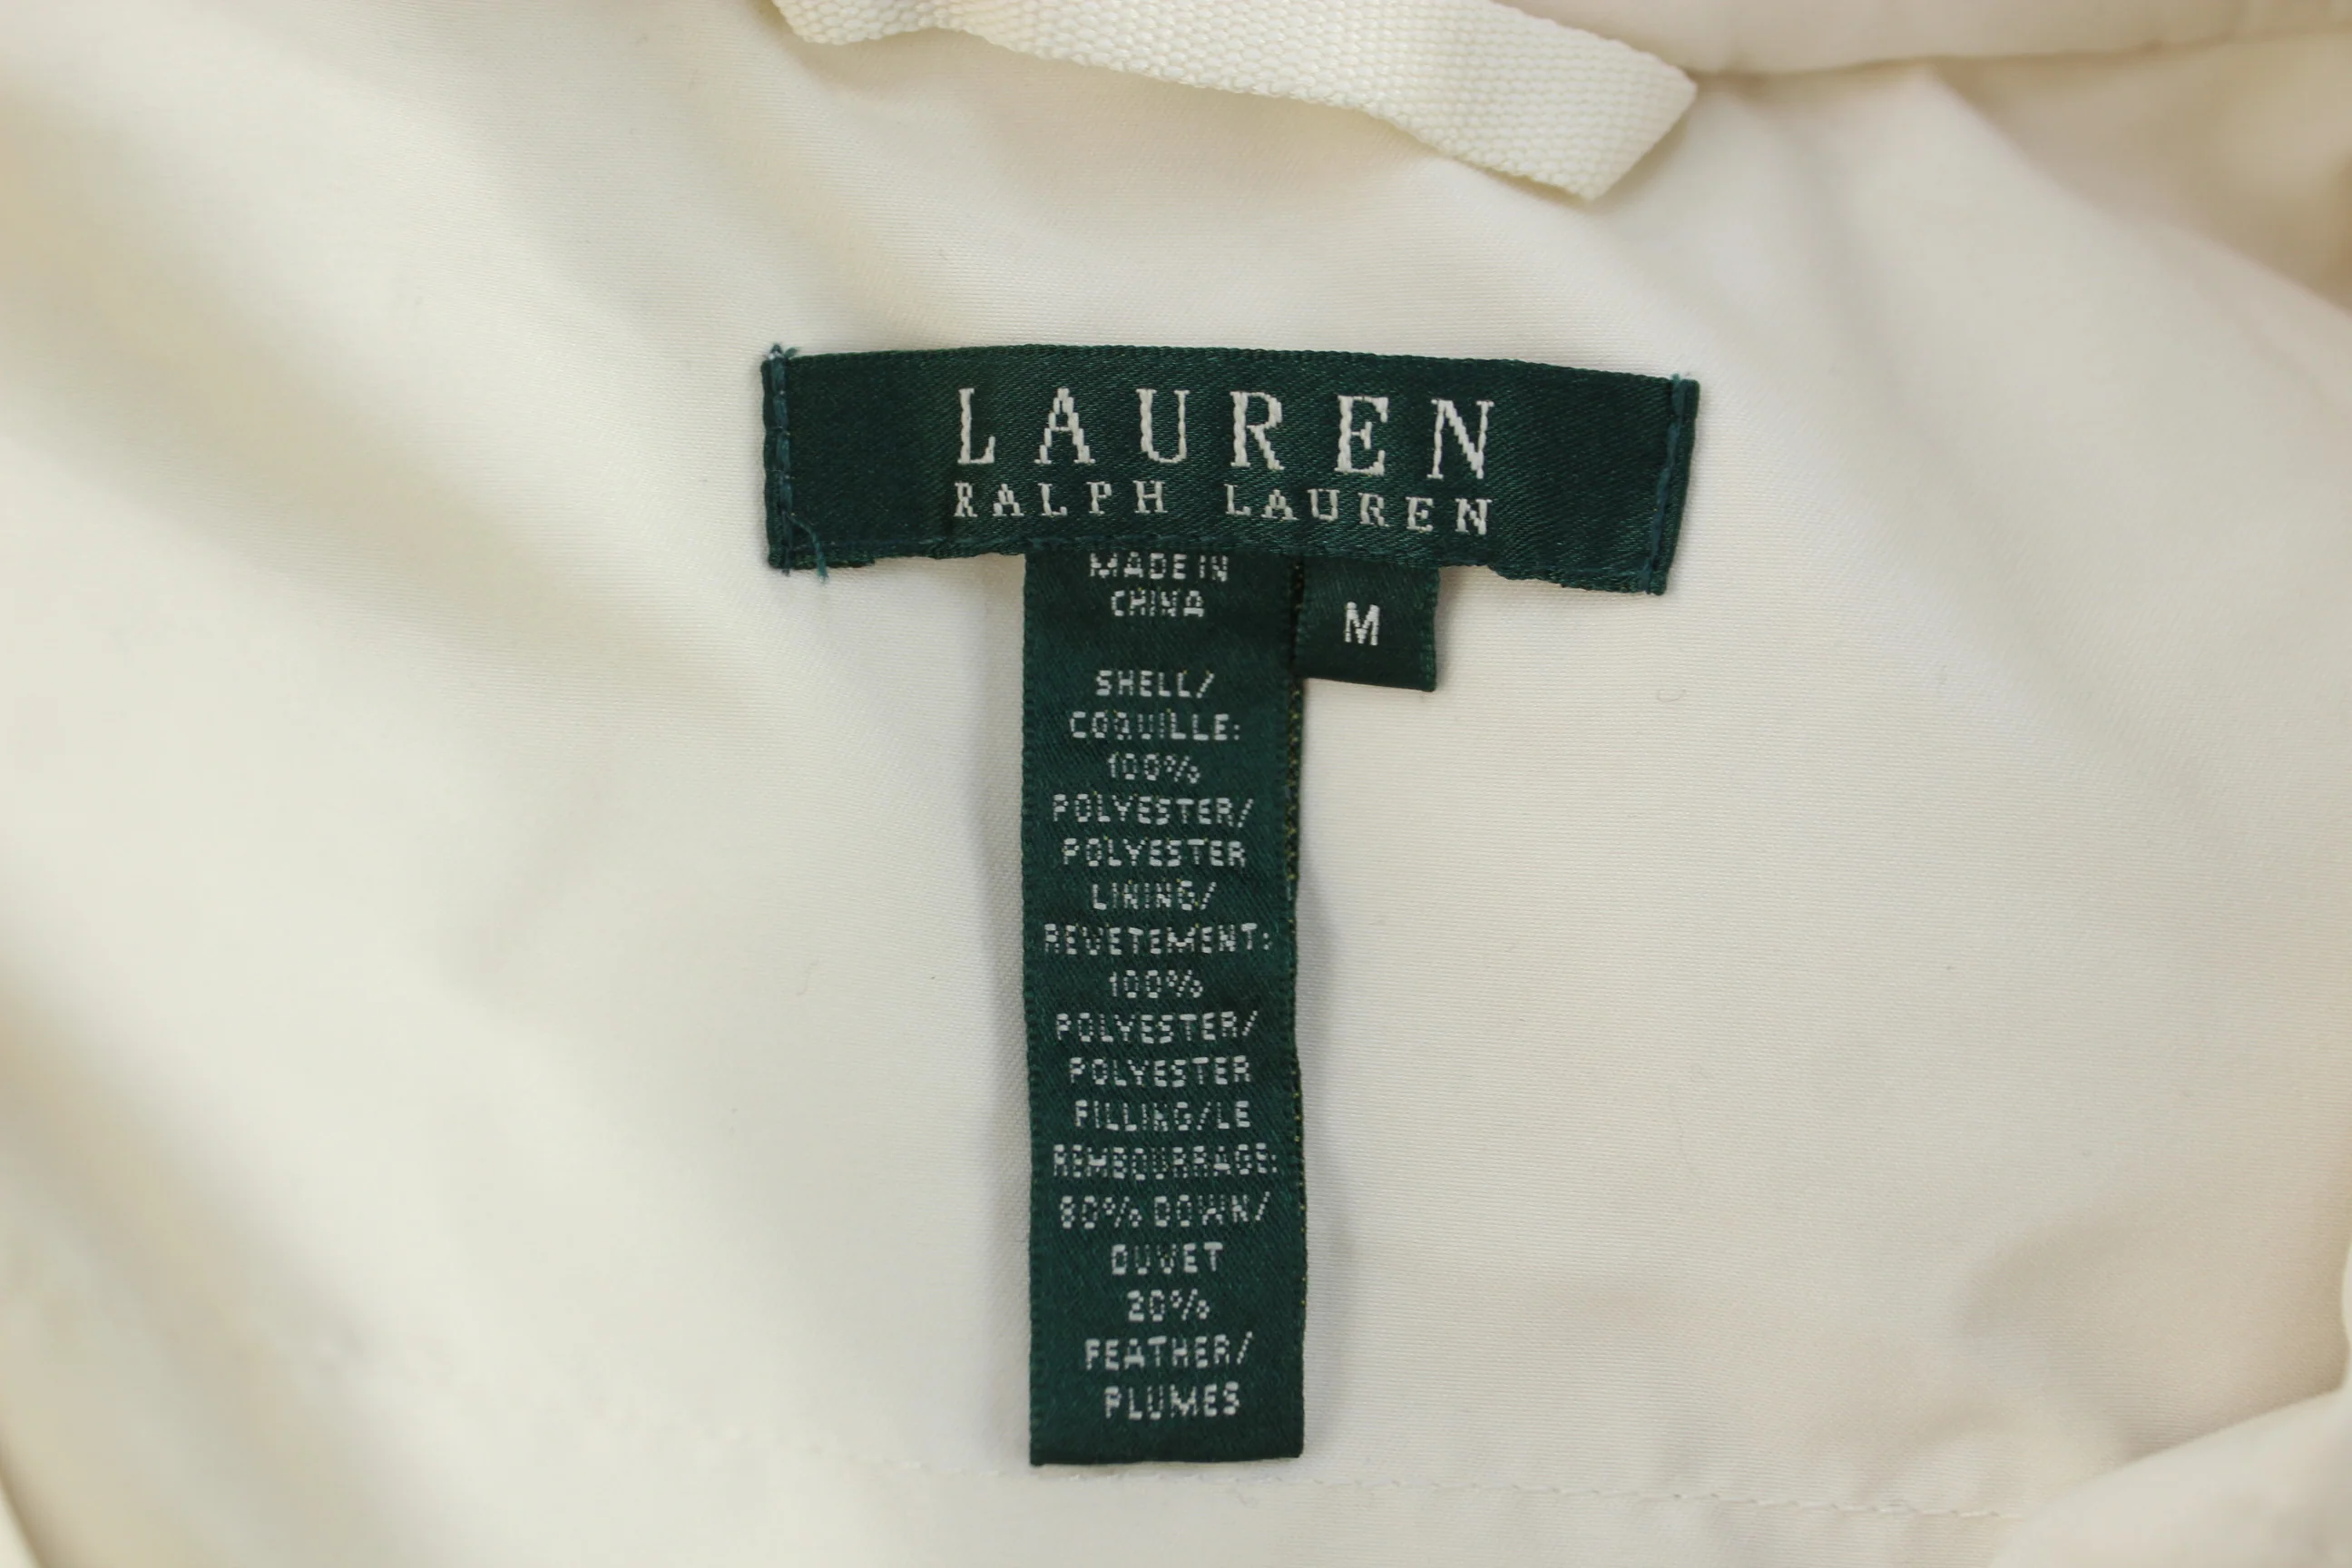 LAUREN
RALPH LAUREN
MADE IN
CHINA
M
SHELL/
COQUILLE:
100%
POLYESTER/
POLYESTER
LINING/
REVETEMENT:
100%
POLYESTER/
POLYESTER
FILLING/LE
REMBOURRAGE:
80% DOWN/
DUVET
20%
FEATHER/
PLUMES